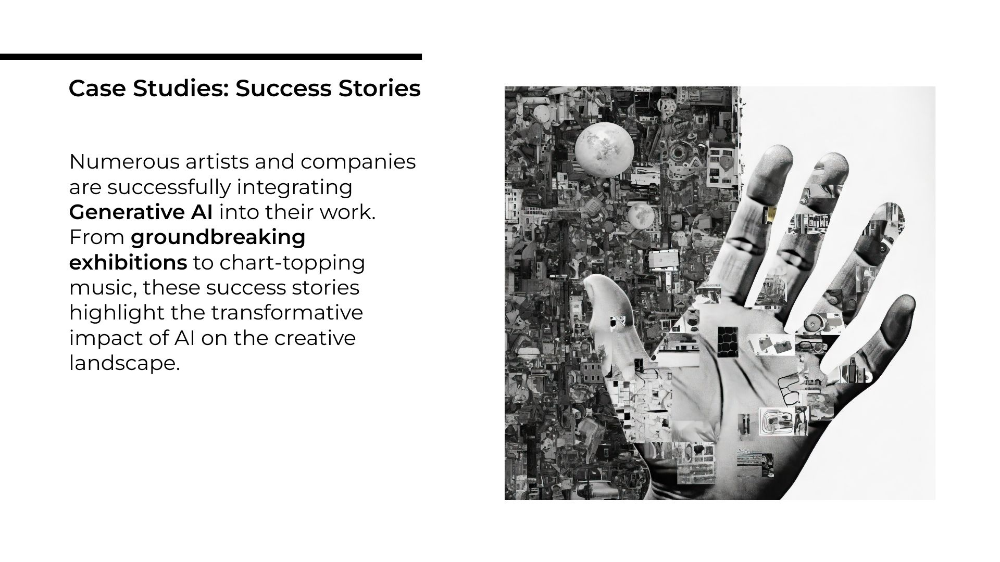 Case Studies: Success Stories
Numerous artists and companies
are successfully integrating
Generative AI into their work.
From groundbreaking
exhibitions to chart-topping
music, these success stories
highlight the transformative
impact of AI on the creative
landscape.